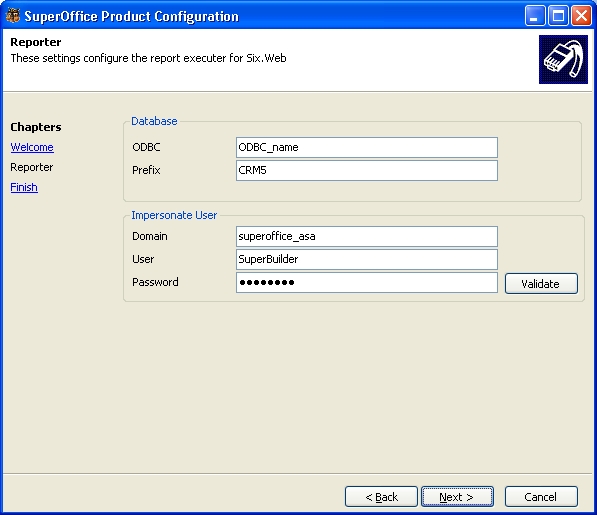 SuperOffice Product Configuration
Reporter
These settings configure the report executer for Six.Web
Chapters
Welcome
Reporter
Finish
Database
ODBC ODBC_name
Prefix CRM5
Impersonate User
Domain superoffice_asa
User SuperBuilder
Password ●●●●●●●●
Validate
< Back Next > Cancel